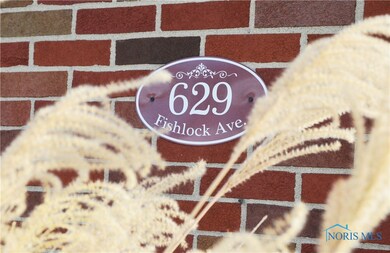 629
Fishlock Ave.
NORIS MLS